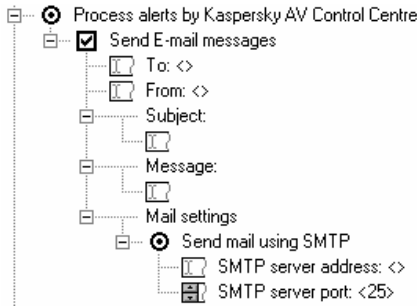 Process alerts by Kaspersky AV Control Centre
Send E-mail messages
To: <>
From: <>
Subject:
Message:
Mail settings
Send mail using SMTP
SMTP server address: <>
SMTP server port: <25>